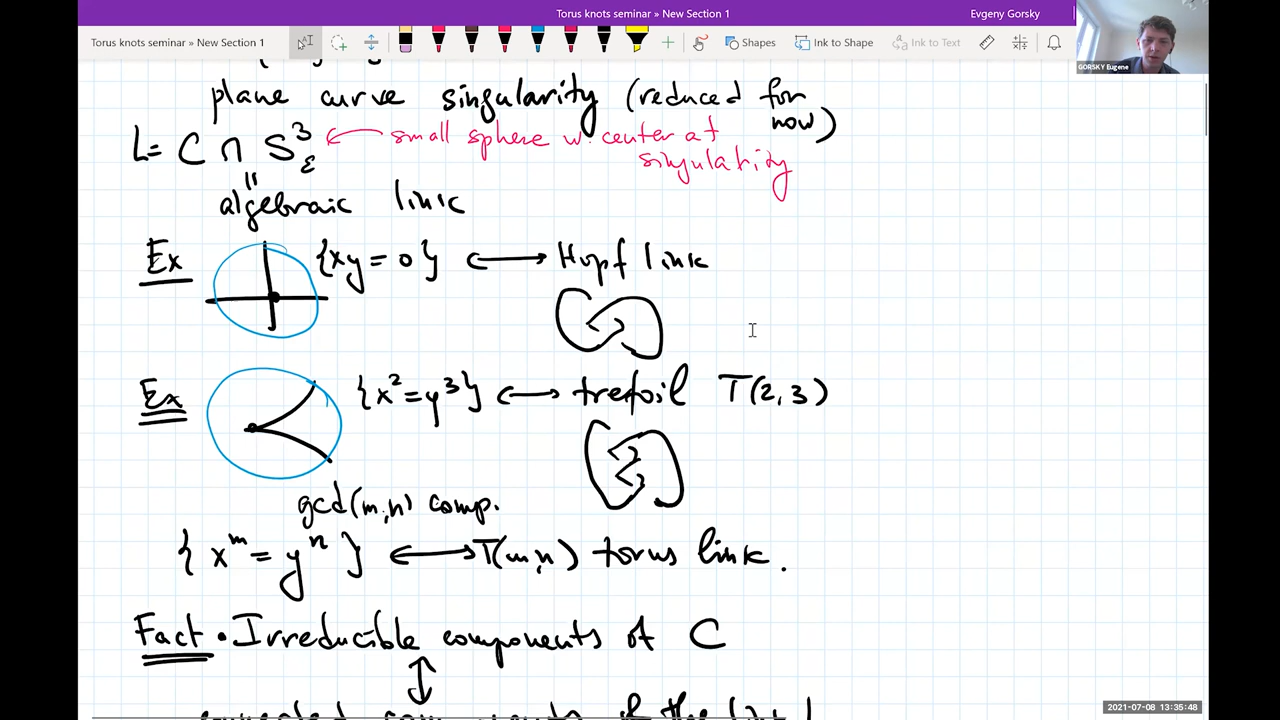 Torus knots seminar » New Section 1
Evgeny Gorsky
Torus knots seminar » New Section 1
Shapes
Ink to Shape
Ink to Text
GORSKY Eugene
plane curve singularity (reduced for now)
L= C ∩ S³_ε ← small sphere w. center at singularity
||
algebraic link
Ex {xy = 0} ⟷ Hopf link
Ex {x² = y³} ⟷ trefoil T(2,3)
gcd(m,n) comp.
{x^m = y^n} ⟷ T(m,n) torus link.
Fact • Irreducible components of C
↕
2021-07-08 13:35:48